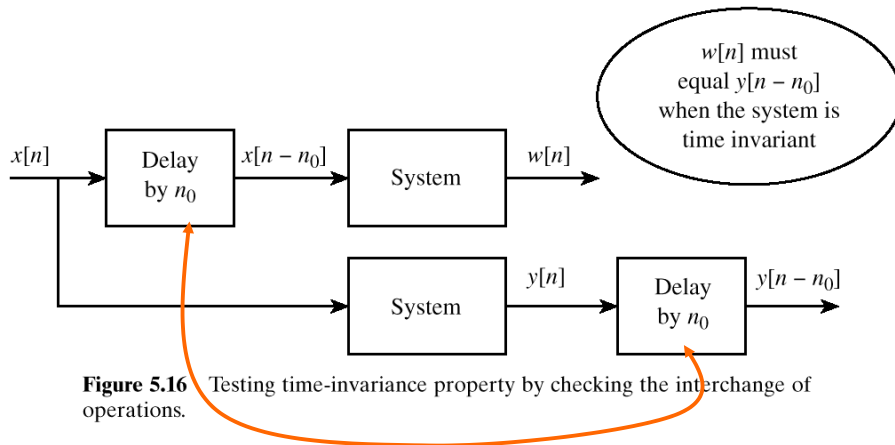 w[n] must
equal y[n − n₀]
when the system is
time invariant
x[n]
Delay
by n₀
x[n − n₀]
System
w[n]
System
y[n]
Delay
by n₀
y[n − n₀]
Figure 5.16 Testing time-invariance property by checking the interchange of
operations.